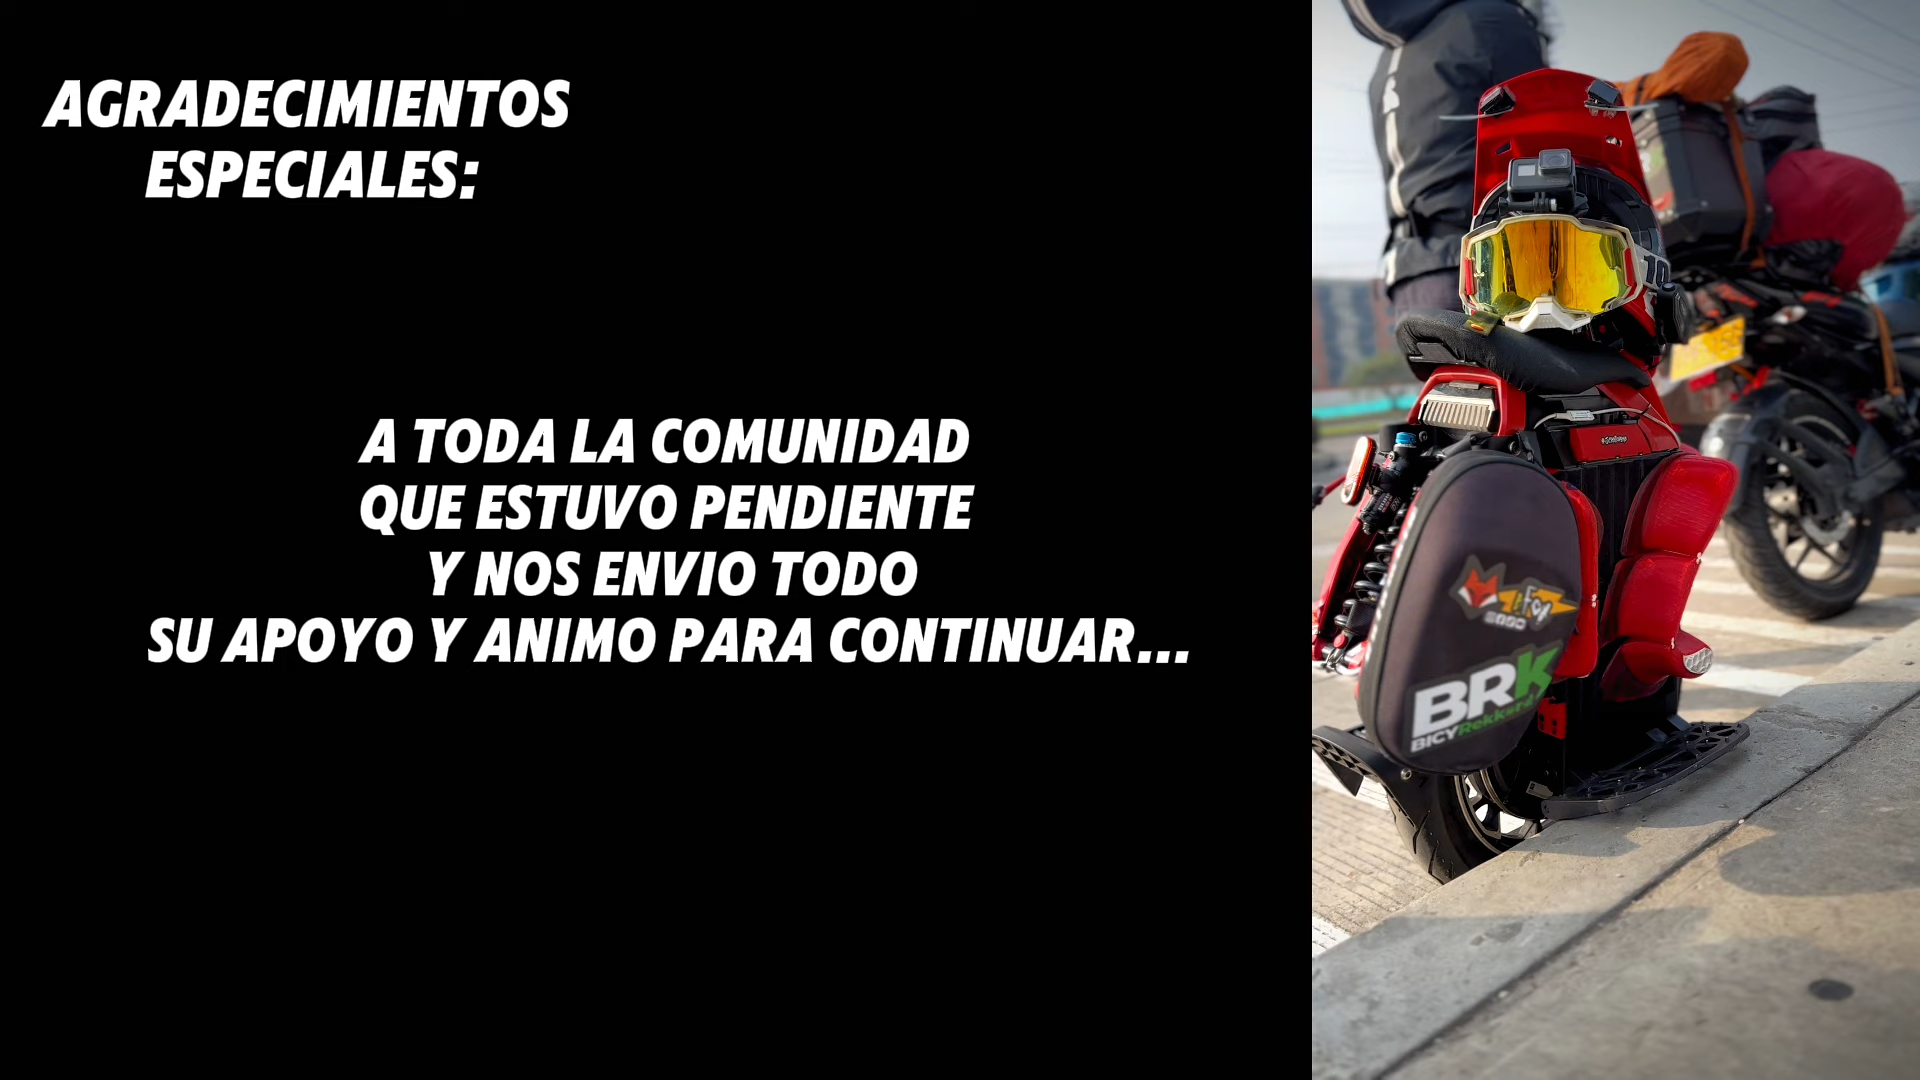 AGRADECIMIENTOS
ESPECIALES:
A TODA LA COMUNIDAD
QUE ESTUVO PENDIENTE
Y NOS ENVIO TODO
SU APOYO Y ANIMO PARA CONTINUAR...
BRK